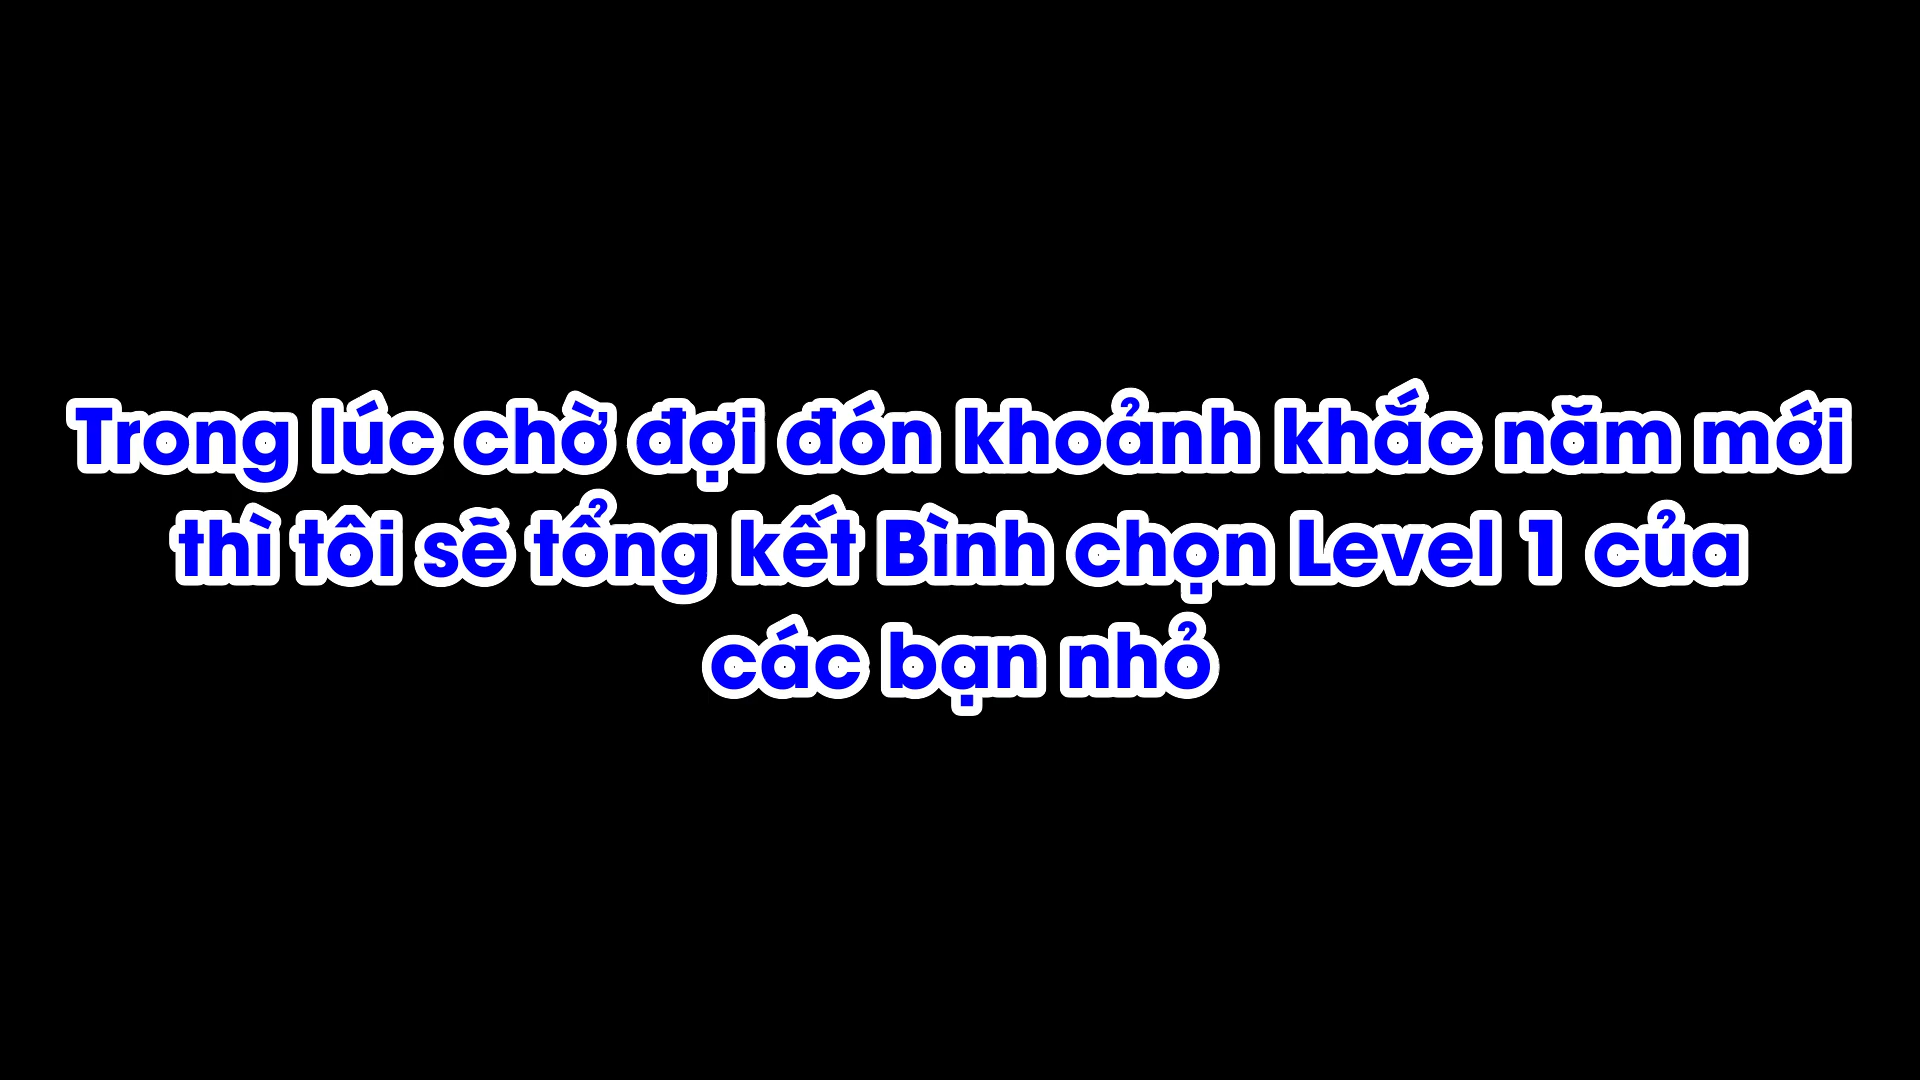 Trong lúc chờ đợi đón khoảnh khắc năm mới
thì tôi sẽ tổng kết Bình chọn Level 1 của
các bạn nhỏ